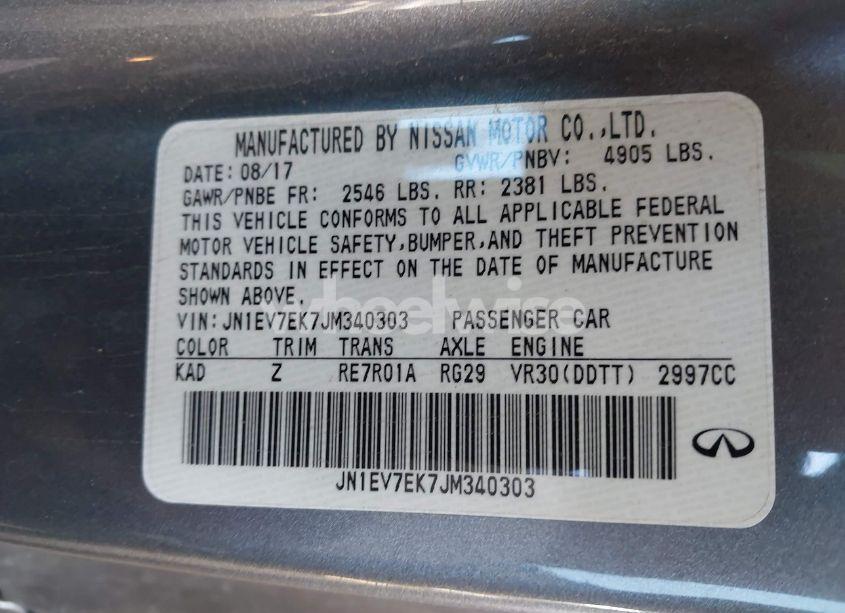 MANUFACTURED BY NISSAN MOTOR CO.,LTD.
DATE: 08/17 GVWR/PNBV: 4905 LBS.
GAWR/PNBE FR: 2546 LBS. RR: 2381 LBS.
THIS VEHICLE CONFORMS TO ALL APPLICABLE FEDERAL
MOTOR VEHICLE SAFETY,BUMPER,AND THEFT PREVENTION
STANDARDS IN EFFECT ON THE DATE OF MANUFACTURE
SHOWN ABOVE.
wheelwise
VIN:JN1EV7EK7JM340303 PASSENGER CAR
COLOR TRIM TRANS AXLE ENGINE
KAD Z RE7R01A RG29 VR30(DDTT) 2997CC
JN1EV7EK7JM340303